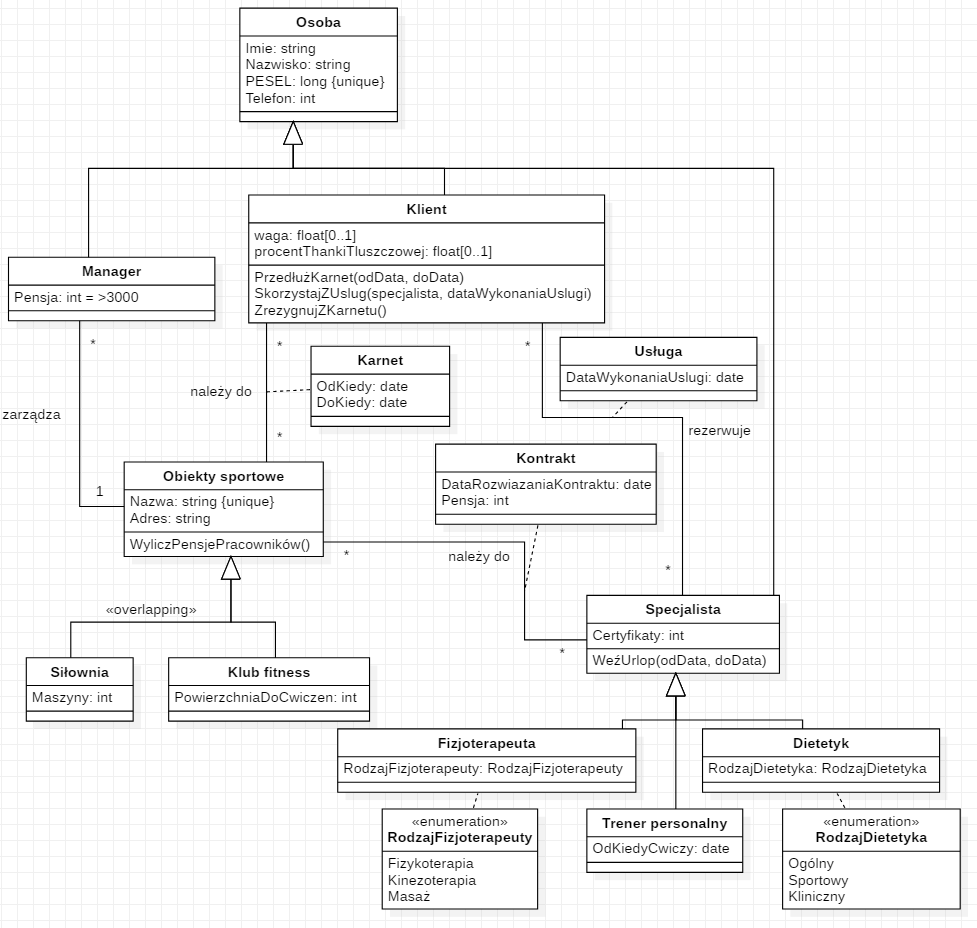 Osoba
Imie: string
Nazwisko: string
PESEL: long {unique}
Telefon: int
Klient
waga: float[0..1]
procentThankiTluszczowej: float[0..1]
PrzedłużKarnet(odData, doData)
SkorzystajZUslug(specjalista, dataWykonaniaUslugi)
ZrezygnujZKarnetu()
Manager
Pensja: int = >3000
*
*
*
Usługa
DataWykonaniaUslugi: date
Karnet
OdKiedy: date
DoKiedy: date
należy do
zarządza
*
rezerwuje
Kontrakt
DataRozwiazaniaKontraktu: date
Pensja: int
Obiekty sportowe
Nazwa: string {unique}
Adres: string
WyliczPensjePracowników()
1
*
należy do
*
*
Specjalista
Certyfikaty: int
WeźUrlop(odData, doData)
«overlapping»
Siłownia
Maszyny: int
Klub fitness
PowierzchniaDoCwiczen: int
Fizjoterapeuta
RodzajFizjoterapeuty: RodzajFizjoterapeuty
Dietetyk
RodzajDietetyka: RodzajDietetyka
«enumeration»
RodzajFizjoterapeuty
Fizykoterapia
Kinezoterapia
Masaż
Trener personalny
OdKiedyCwiczy: date
«enumeration»
RodzajDietetyka
Ogólny
Sportowy
Kliniczny